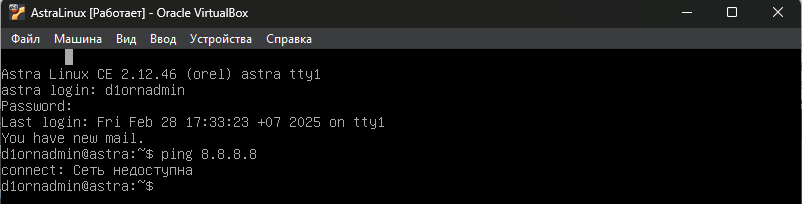 AstraLinux [Работает] - Oracle VirtualBox
Файл Машина Вид Ввод Устройства Справка
Astra Linux CE 2.12.46 (orel) astra tty1
astra login: d1ornadmin
Password:
Last login: Fri Feb 28 17:33:23 +07 2025 on tty1
You have new mail.
d1ornadmin@astra:~$ ping 8.8.8.8
connect: Сеть недоступна
d1ornadmin@astra:~$